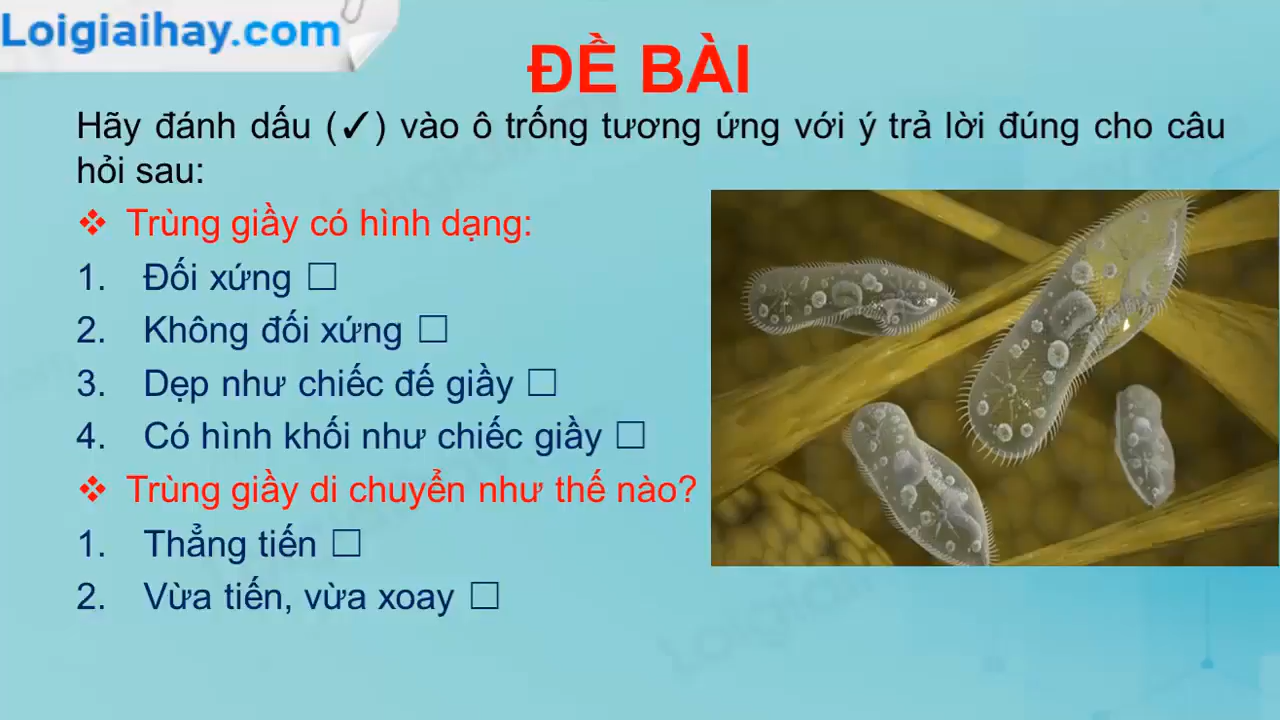 Loigiaihay.com
ĐỀ BÀI
Hãy đánh dấu (✓) vào ô trống tương ứng với ý trả lời đúng cho câu
hỏi sau:
❖ Trùng giầy có hình dạng:
1. Đối xứng ☐
2. Không đối xứng ☐
3. Dẹp như chiếc đế giầy ☐
4. Có hình khối như chiếc giầy ☐
❖ Trùng giầy di chuyển như thế nào?
1. Thẳng tiến ☐
2. Vừa tiến, vừa xoay ☐